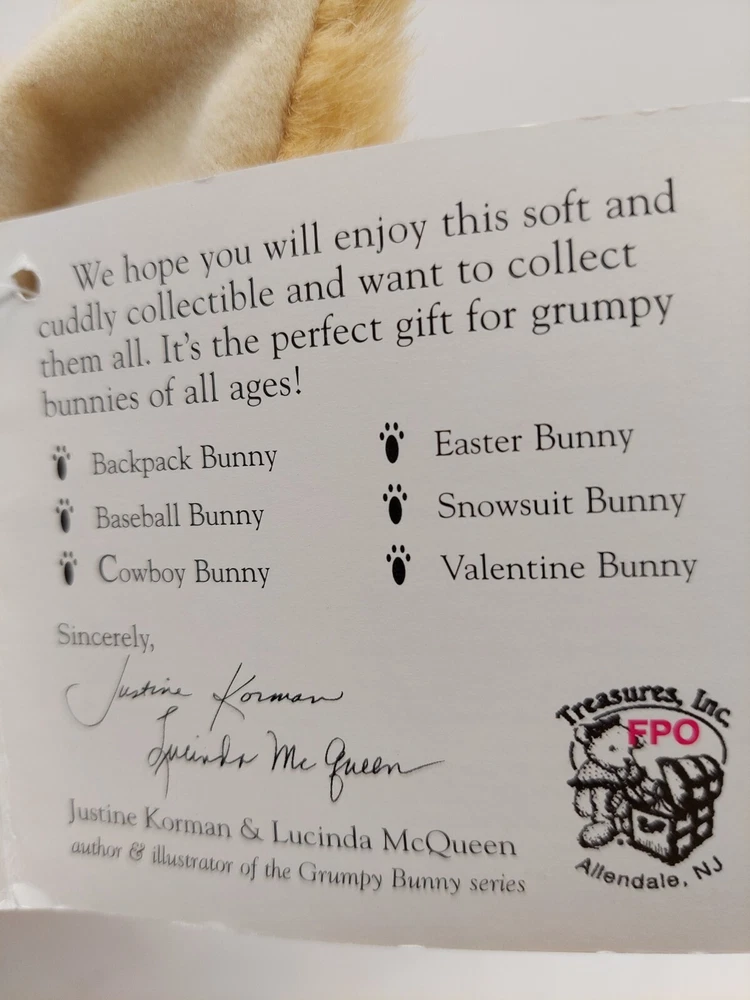 We hope you will enjoy this soft and
cuddly collectible and want to collect
them all. It's the perfect gift for grumpy
bunnies of all ages!
Backpack Bunny
Baseball Bunny
Cowboy Bunny
Easter Bunny
Snowsuit Bunny
Valentine Bunny
Sincerely,
Justine Korman
Lucinda McQueen
Justine Korman & Lucinda McQueen
author & illustrator of the Grumpy Bunny series
Treasures, Inc.
FPO
Allendale, NJ